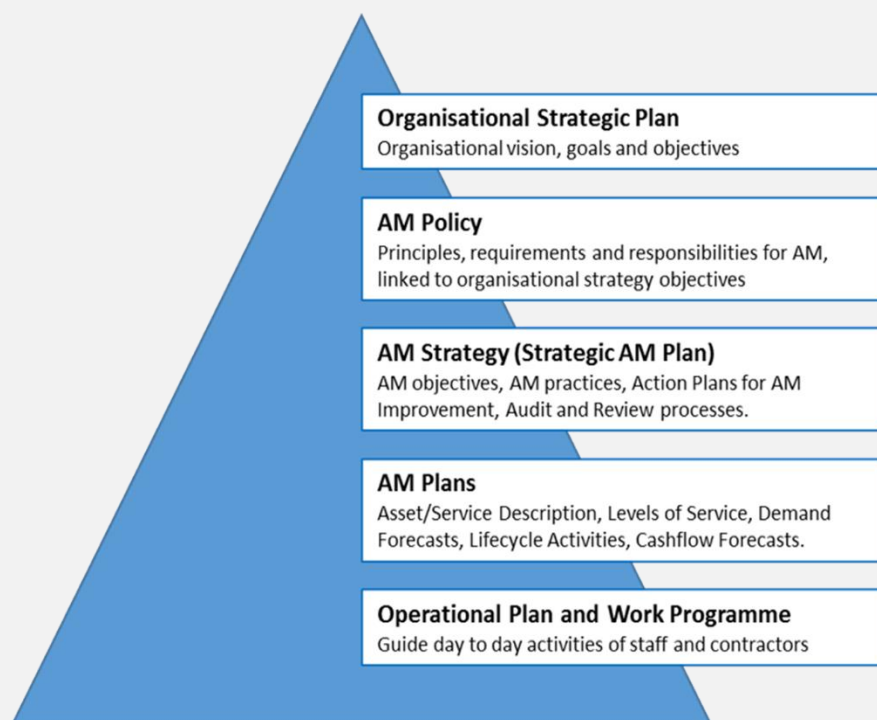 Organisational Strategic Plan
Organisational vision, goals and objectives
AM Policy
Principles, requirements and responsibilities for AM,
linked to organisational strategy objectives
AM Strategy (Strategic AM Plan)
AM objectives, AM practices, Action Plans for AM
Improvement, Audit and Review processes.
AM Plans
Asset/Service Description, Levels of Service, Demand
Forecasts, Lifecycle Activities, Cashflow Forecasts.
Operational Plan and Work Programme
Guide day to day activities of staff and contractors